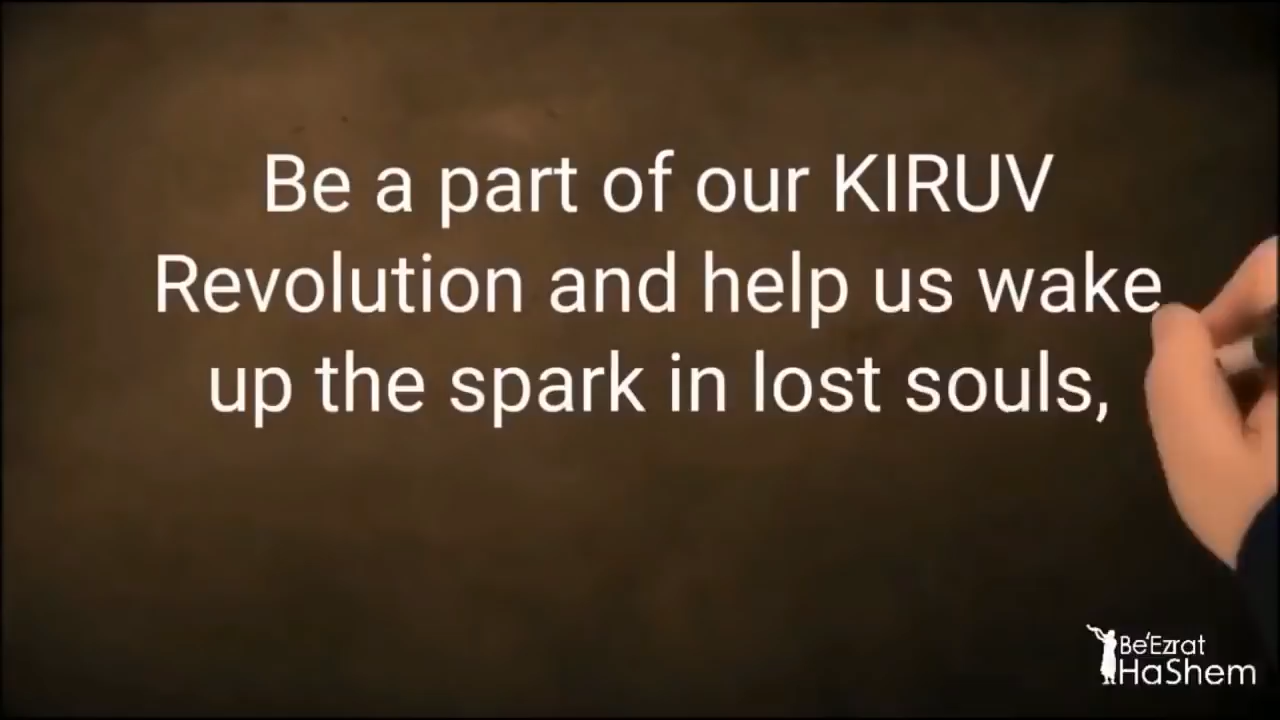 Be a part of our KIRUV
Revolution and help us wake
up the spark in lost souls,
Be'Ezrat
HaShem